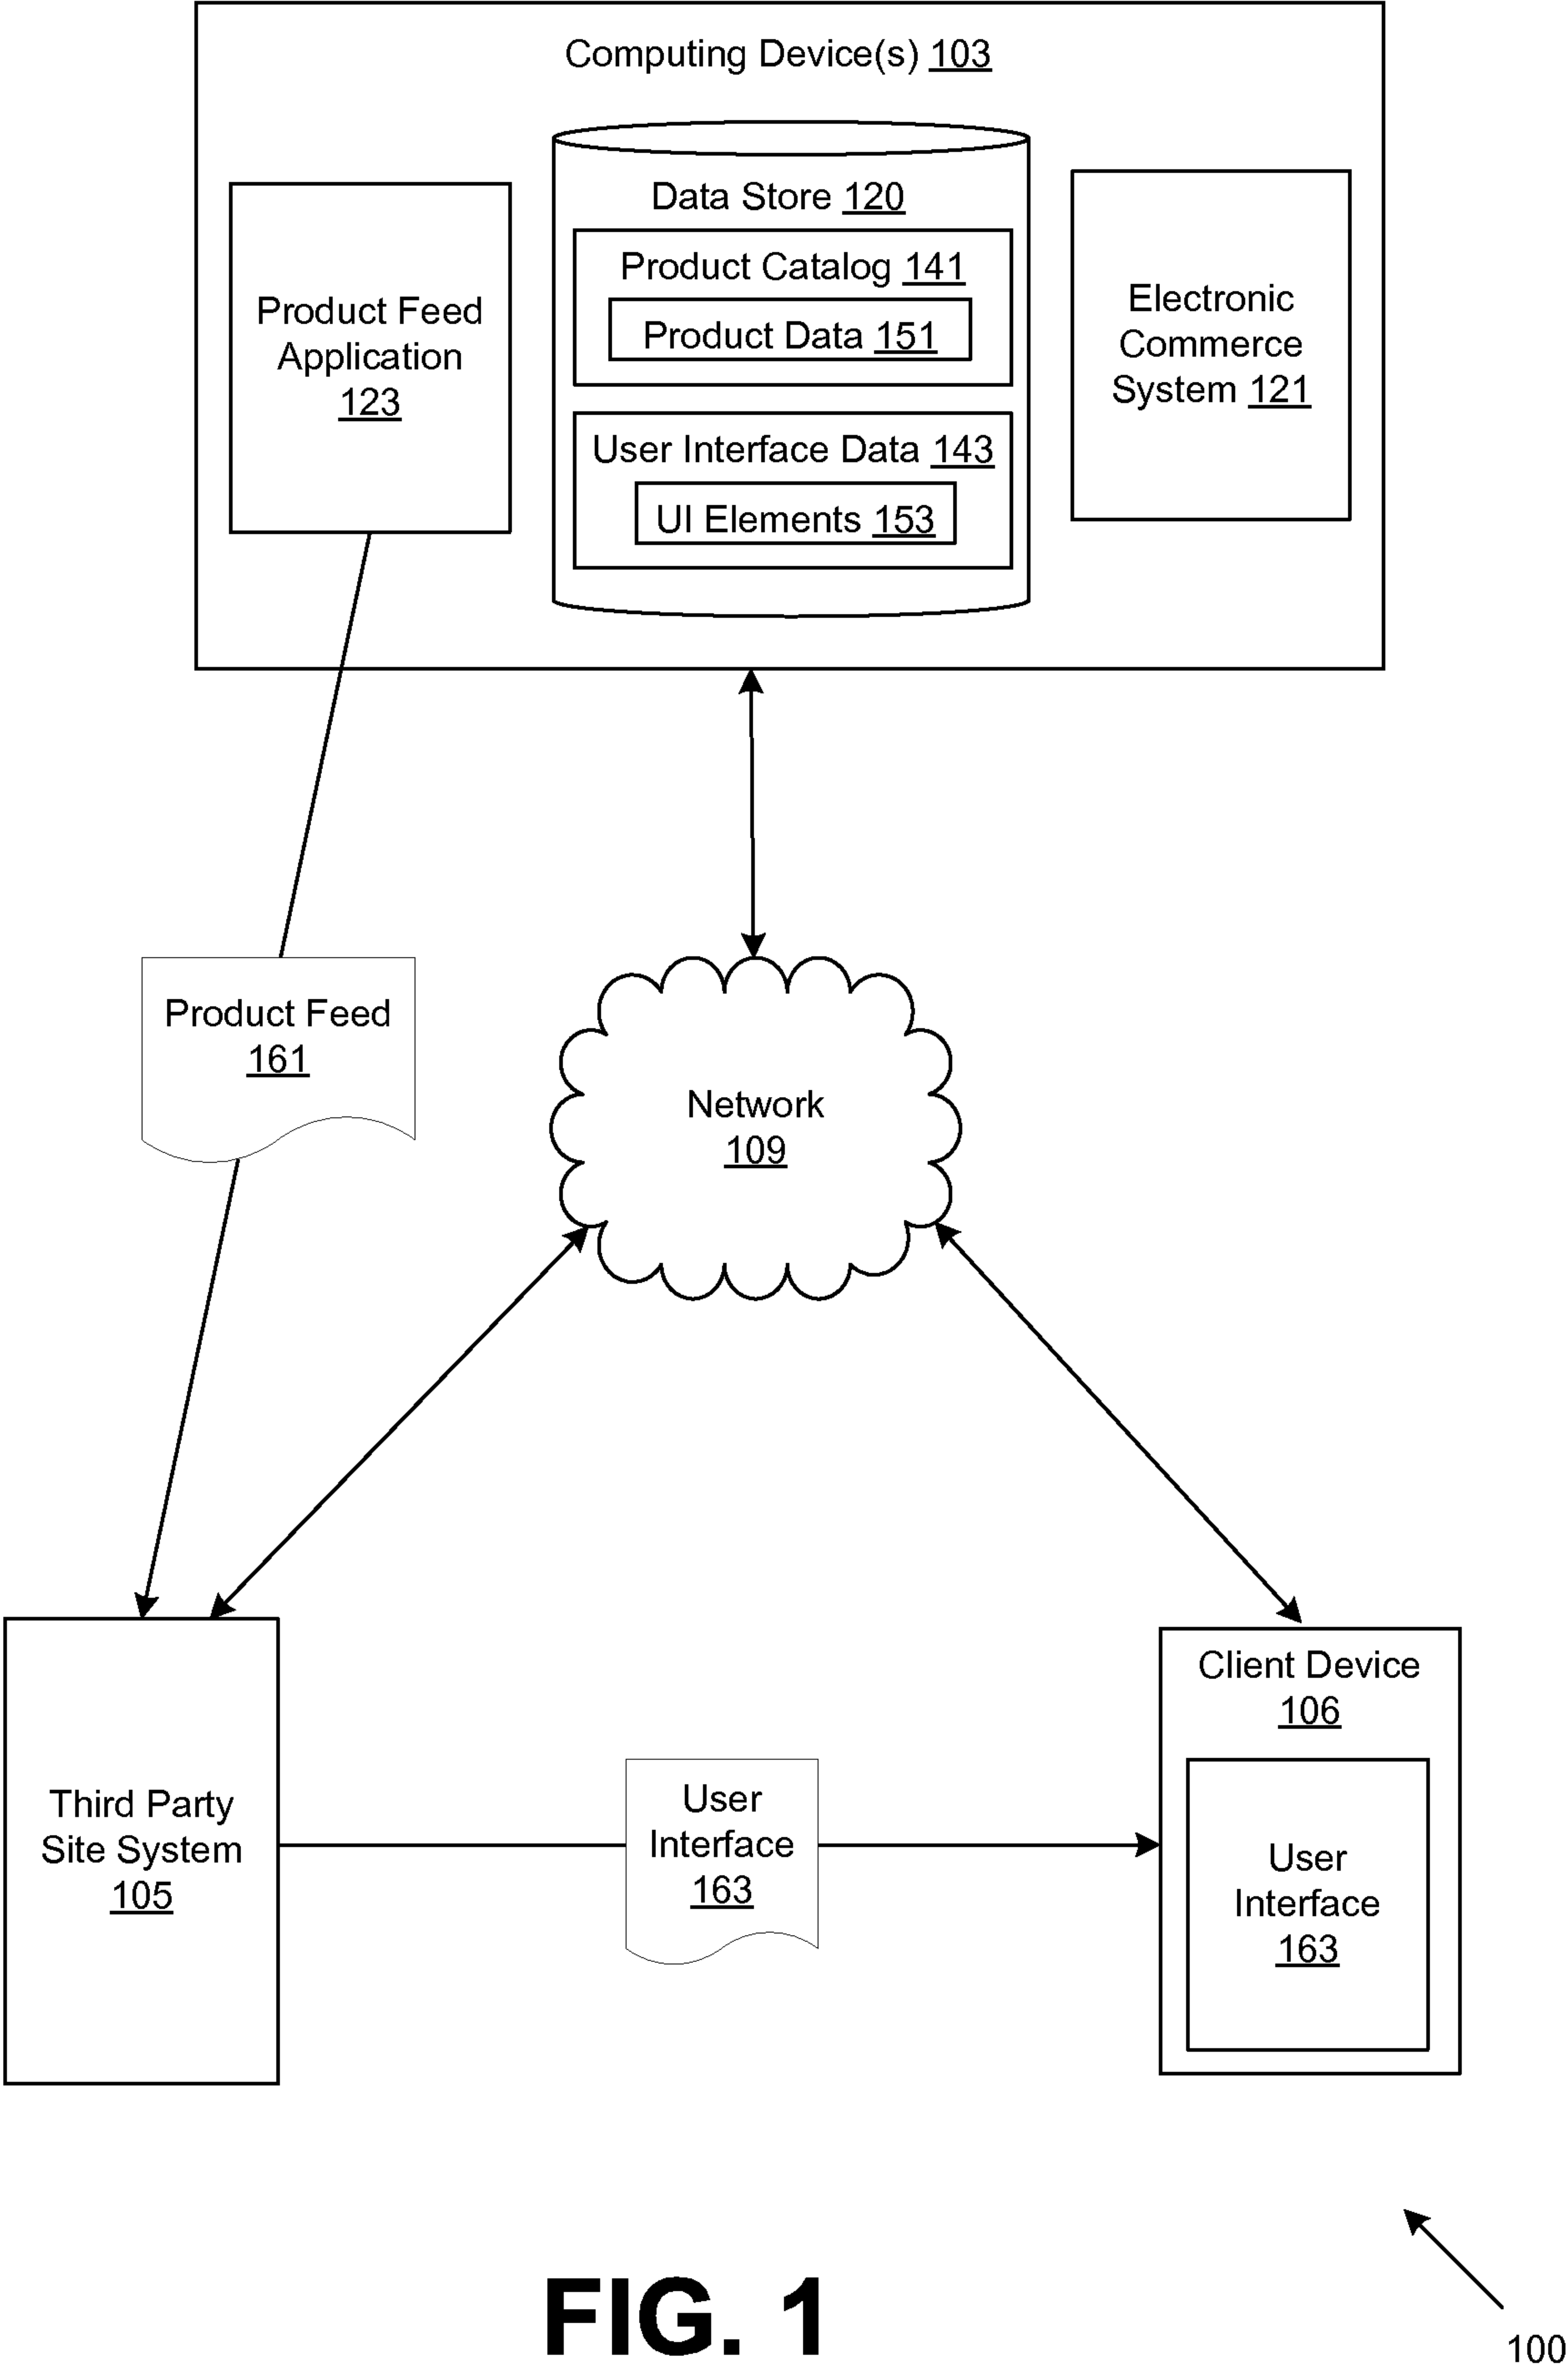 Computing Device(s) 103
Data Store 120
Product Catalog 141
Product Data 151
User Interface Data 143
UI Elements 153
Product Feed
Application
123
Electronic
Commerce
System 121
Product Feed
161
Network
109
Third Party
Site System
105
User
Interface
163
Client Device
106
User
Interface
163
FIG. 1
100